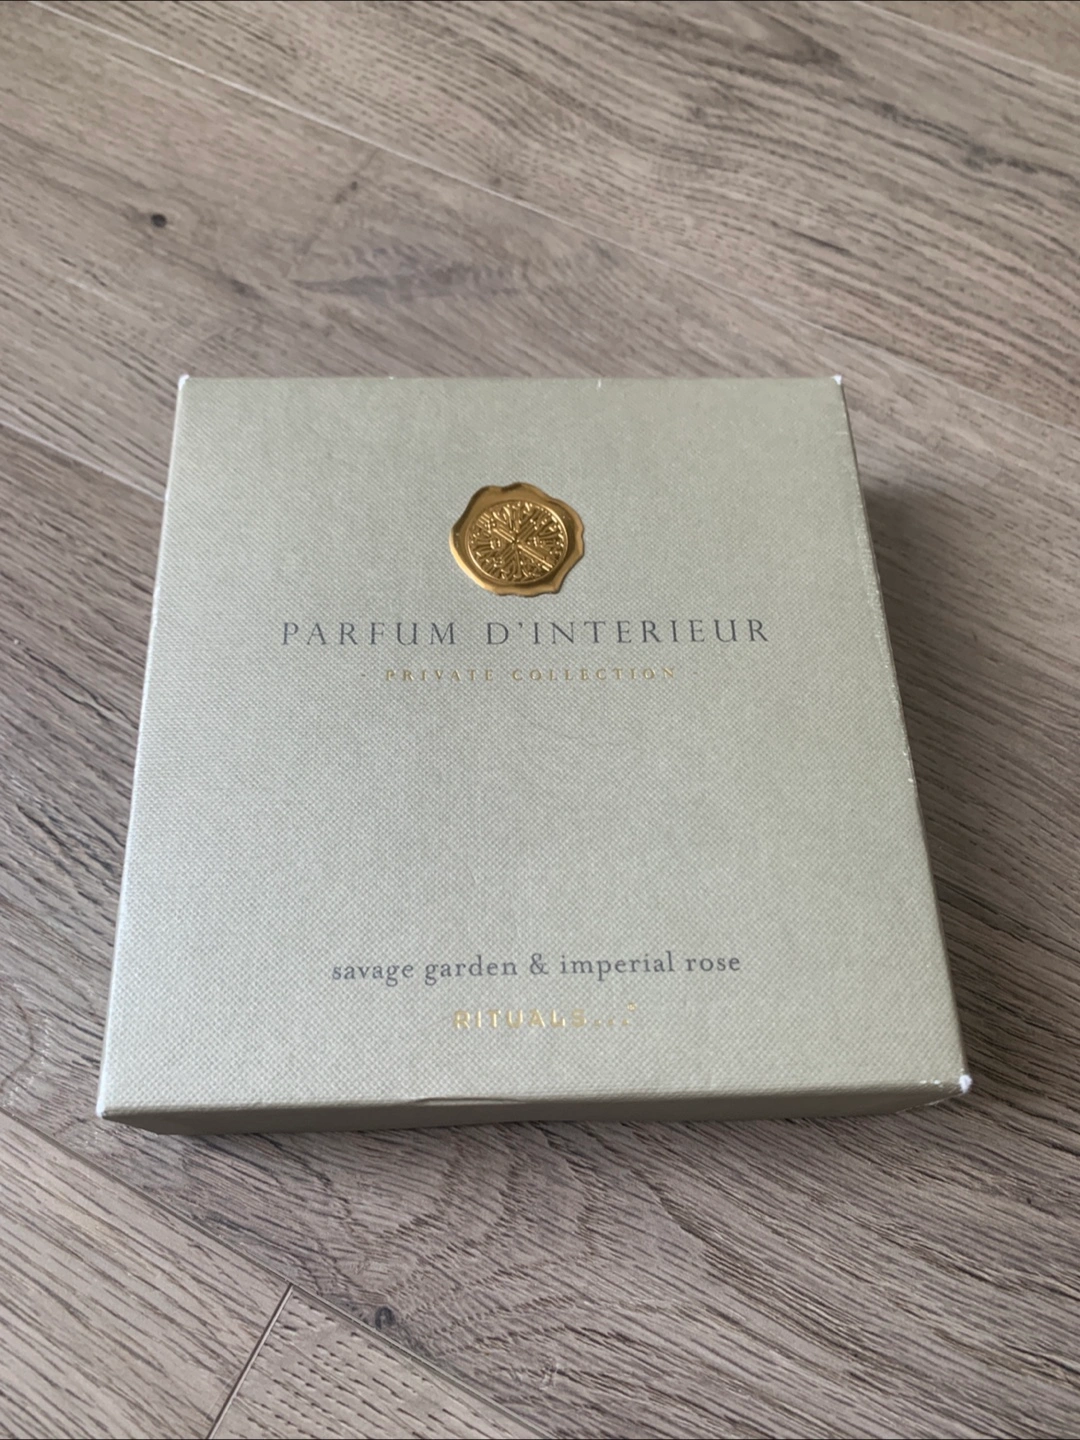 PARFUM D'INTERIEUR
- PRIVATE COLLECTION -
savage garden & imperial rose
RITUALS...